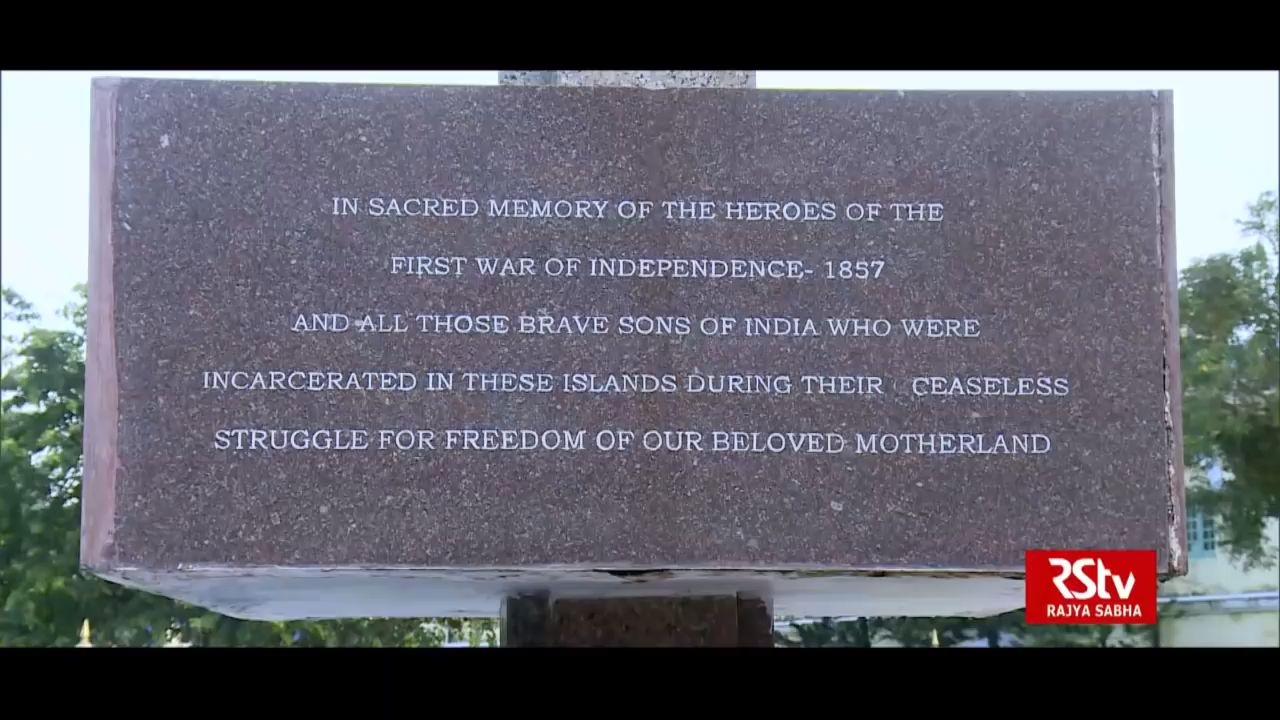 IN SACRED MEMORY OF THE HEROES OF THE
FIRST WAR OF INDEPENDENCE- 1857
AND ALL THOSE BRAVE SONS OF INDIA WHO WERE
INCARCERATED IN THESE ISLANDS DURING THEIR CEASELESS
STRUGGLE FOR FREEDOM OF OUR BELOVED MOTHERLAND
RStv
RAJYA SABHA